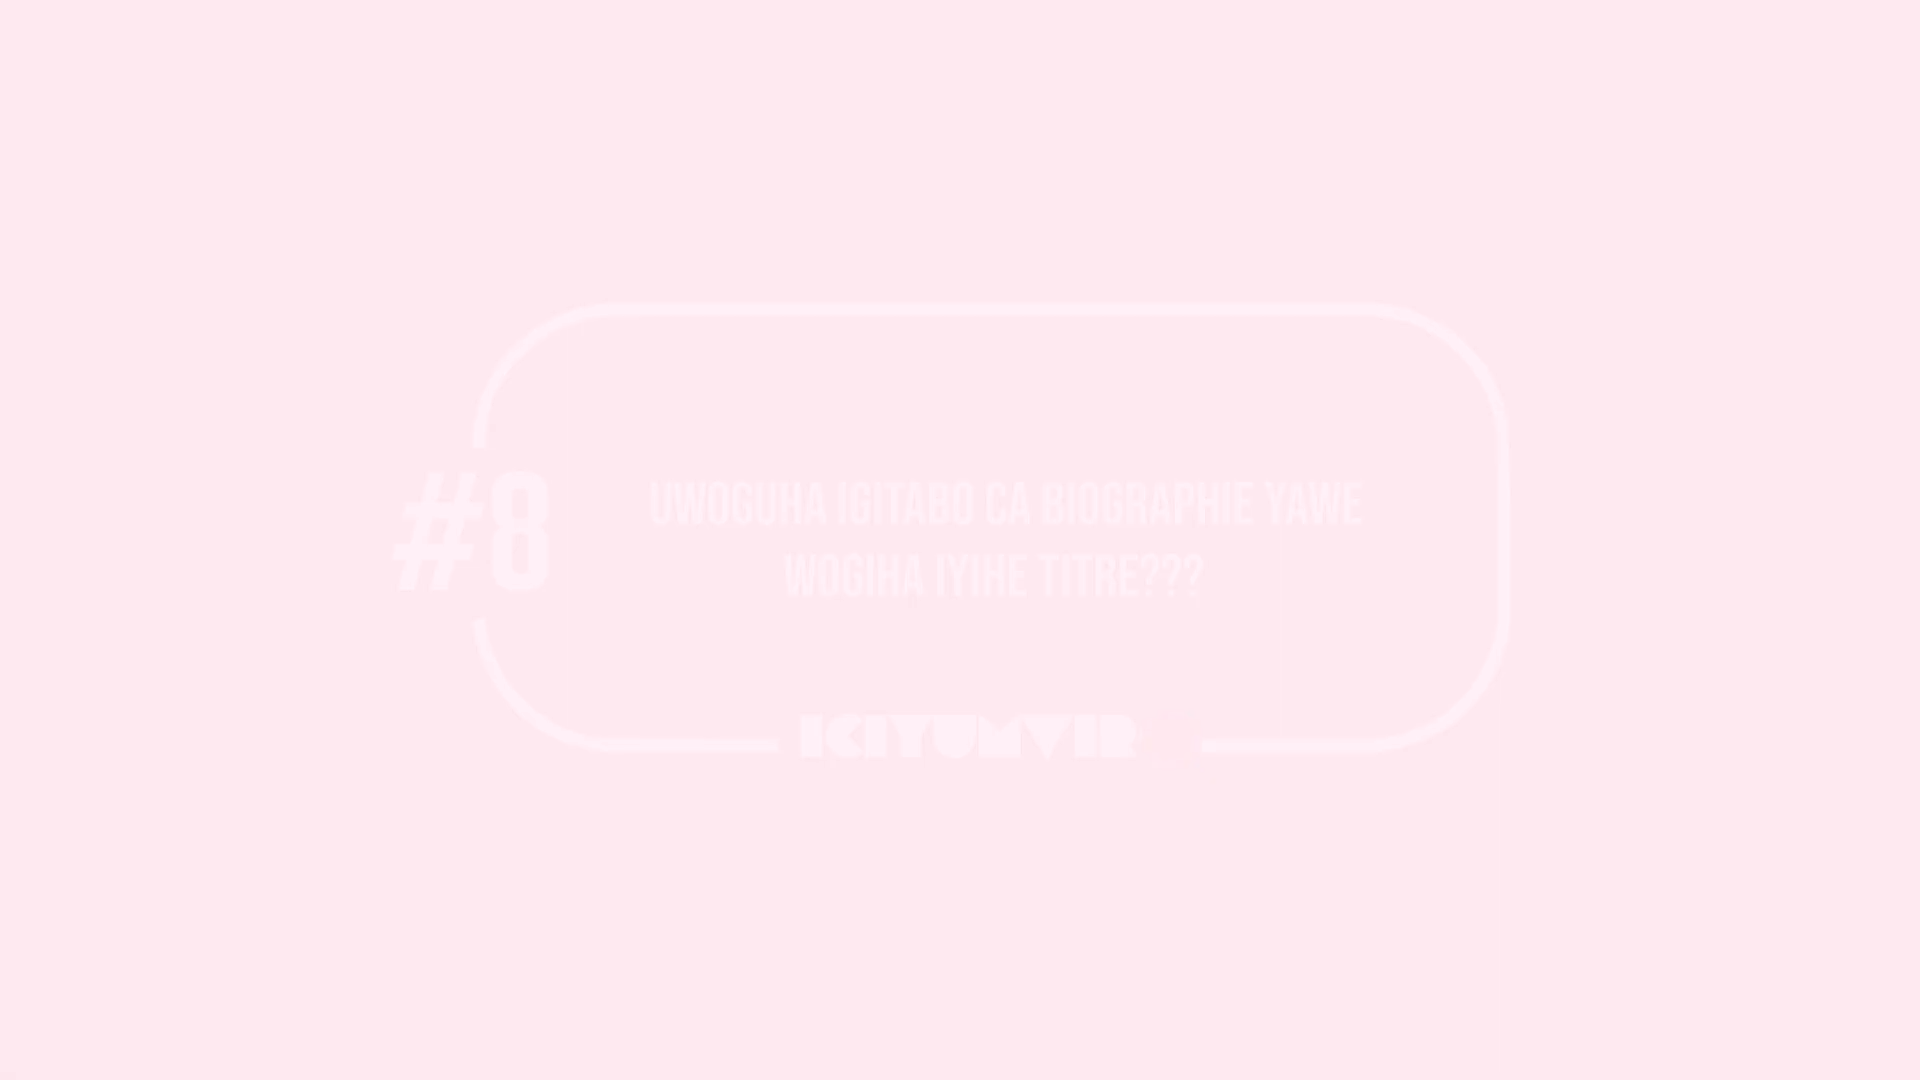 #8
UWOGUHA IGITABO CA BIOGRAPHIE YAWE
WOGIHA IYIHE TITRE???
ICIYUMVIR